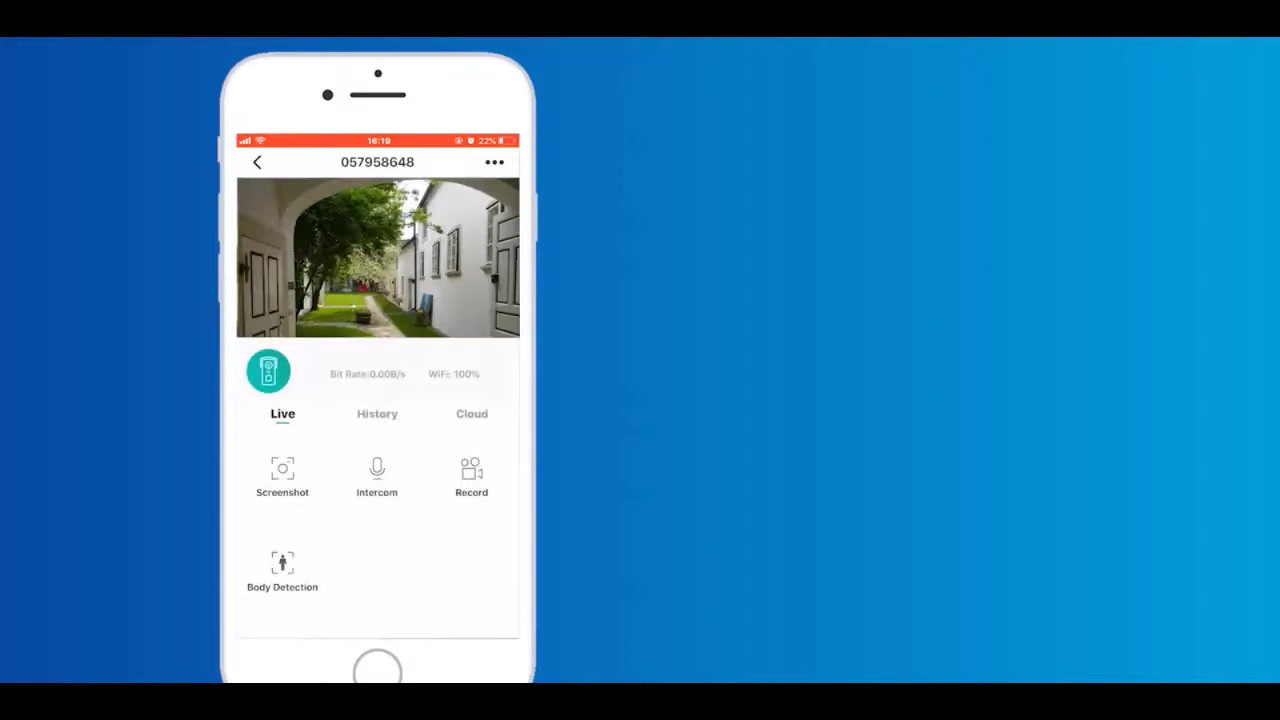 16:19 22%
057958648
Bit Rate:0.00B/s WiFi: 100%
Live History Cloud
Screenshot Intercom Record
Body Detection